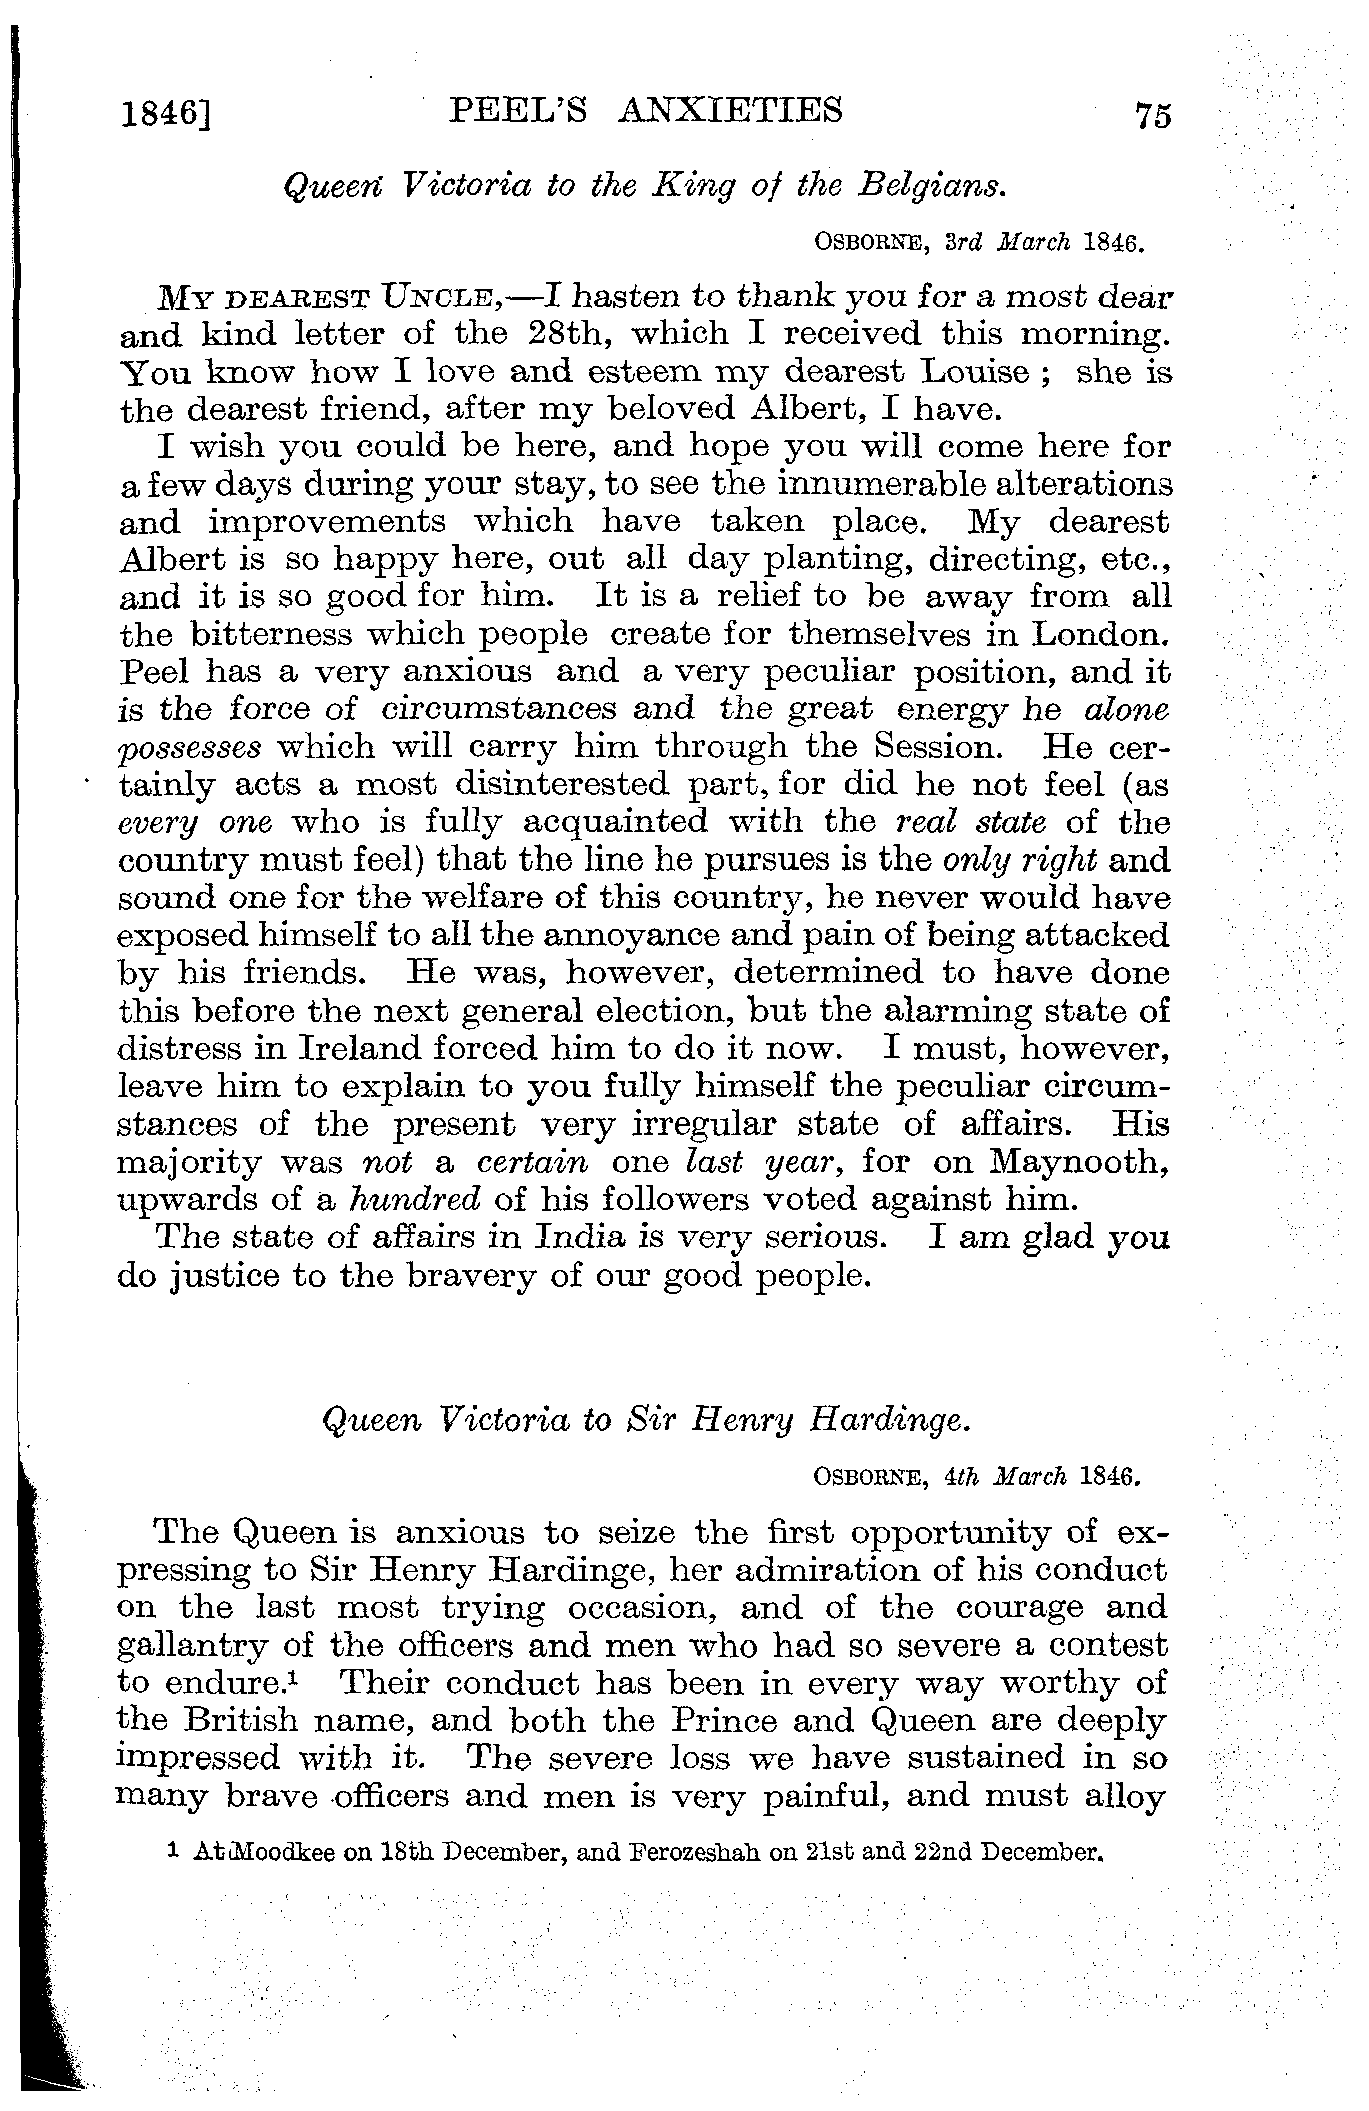 1846] PEEL'S ANXIETIES 75
Queen Victoria to the King of the Belgians.
OSBORNE, 3rd March 1846.
MY DEAREST UNCLE,—I hasten to thank you for a most dear
and kind letter of the 28th, which I received this morning.
You know how I love and esteem my dearest Louise ; she is
the dearest friend, after my beloved Albert, I have.
I wish you could be here, and hope you will come here for
a few days during your stay, to see the innumerable alterations
and improvements which have taken place. My dearest
Albert is so happy here, out all day planting, directing, etc.,
and it is so good for him. It is a relief to be away from all
the bitterness which people create for themselves in London.
Peel has a very anxious and a very peculiar position, and it
is the force of circumstances and the great energy he alone
possesses which will carry him through the Session. He cer-
tainly acts a most disinterested part, for did he not feel (as
every one who is fully acquainted with the real state of the
country must feel) that the line he pursues is the only right and
sound one for the welfare of this country, he never would have
exposed himself to all the annoyance and pain of being attacked
by his friends. He was, however, determined to have done
this before the next general election, but the alarming state of
distress in Ireland forced him to do it now. I must, however,
leave him to explain to you fully himself the peculiar circum-
stances of the present very irregular state of affairs. His
majority was not a certain one last year, for on Maynooth,
upwards of a hundred of his followers voted against him.
The state of affairs in India is very serious. I am glad you
do justice to the bravery of our good people.
Queen Victoria to Sir Henry Hardinge.
OSBORNE, 4th March 1846.
The Queen is anxious to seize the first opportunity of ex-
pressing to Sir Henry Hardinge, her admiration of his conduct
on the last most trying occasion, and of the courage and
gallantry of the officers and men who had so severe a contest
to endure.¹ Their conduct has been in every way worthy of
the British name, and both the Prince and Queen are deeply
impressed with it. The severe loss we have sustained in so
many brave officers and men is very painful, and must alloy
1 At Moodkee on 18th December, and Ferozeshah on 21st and 22nd December.